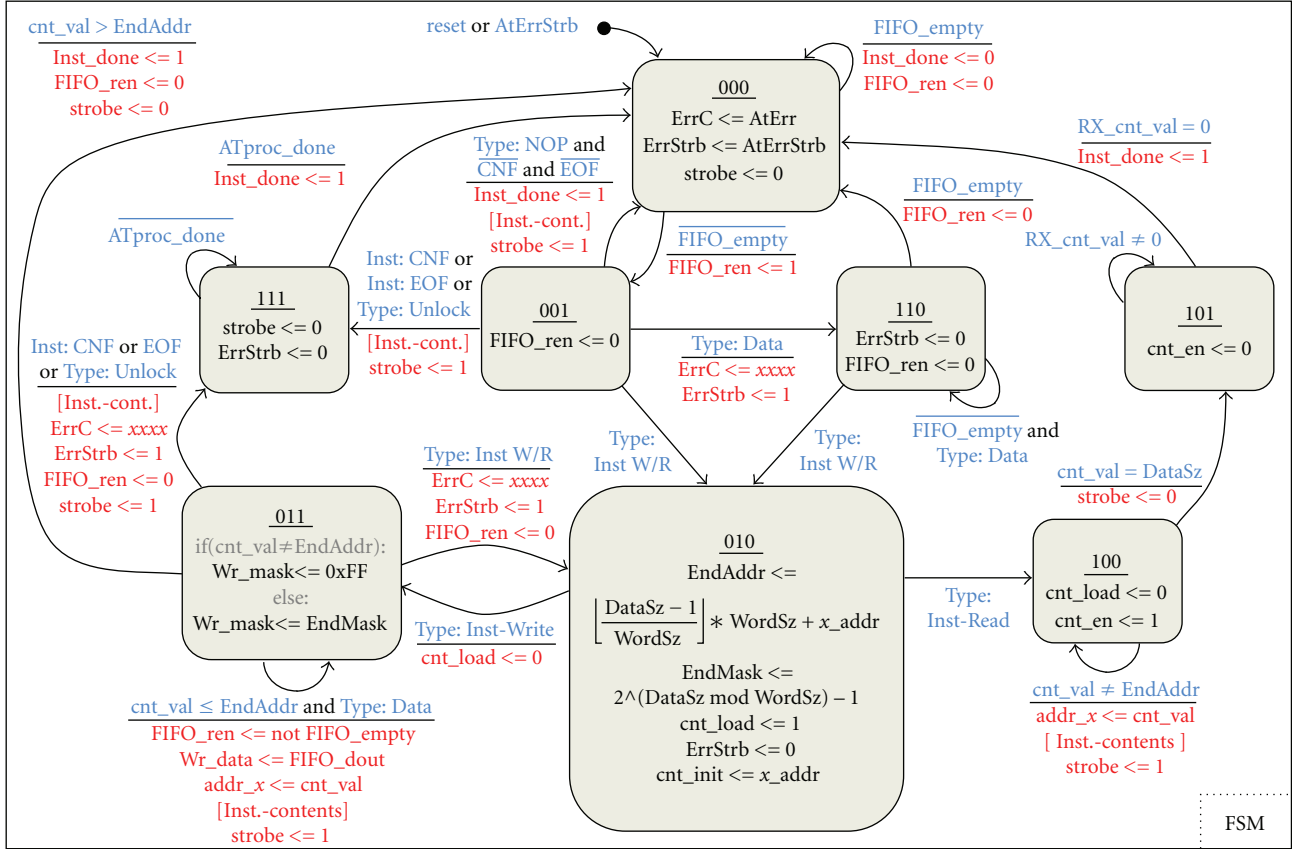 cnt_val > EndAddr
Inst_done <= 1
FIFO_ren <= 0
strobe <= 0
reset or AtErrStrb
FIFO_empty
Inst_done <= 0
FIFO_ren <= 0
000
ErrC <= AtErr
ErrStrb <= AtErrStrb
strobe <= 0
ATproc_done
Inst_done <= 1
Type: NOP and
C̅N̅F̅ and E̅O̅F̅
Inst_done <= 1
[Inst.-cont.]
strobe <= 1
RX_cnt_val = 0
Inst_done <= 1
FIFO_empty
FIFO_ren <= 0
A̅T̅p̅r̅o̅c̅_̅d̅o̅n̅e̅
F̅I̅F̅O̅_̅e̅m̅p̅t̅y̅
FIFO_ren <= 1
RX_cnt_val ≠ 0
Inst: CNF or
Inst: EOF or
Type: Unlock
[Inst.-cont.]
strobe <= 1
111
strobe <= 0
ErrStrb <= 0
001
FIFO_ren <= 0
110
ErrStrb <= 0
FIFO_ren <= 0
101
cnt_en <= 0
Type: Data
ErrC <= xxxx
ErrStrb <= 1
Inst: CNF or EOF
or Type: Unlock
[Inst.-cont.]
ErrC <= xxxx
ErrStrb <= 1
FIFO_ren <= 0
strobe <= 1
F̅I̅F̅O̅_̅e̅m̅p̅t̅y̅ and
Type: Data
Type:
Inst W/R
Type:
Inst W/R
Type: Inst W/R
ErrC <= xxxx
ErrStrb <= 1
FIFO_ren <= 0
cnt_val = DataSz
strobe <= 0
011
if(cnt_val≠EndAddr):
Wr_mask<= 0xFF
else:
Wr_mask<= EndMask
010
EndAddr <=
⌊(DataSz − 1)/WordSz⌋ ∗ WordSz + x_addr
EndMask <=
2^(DataSz mod WordSz) − 1
cnt_load <= 1
ErrStrb <= 0
cnt_init <= x_addr
100
cnt_load <= 0
cnt_en <= 1
Type: Inst-Write
cnt_load <= 0
Type:
Inst-Read
cnt_val ≤ EndAddr and Type: Data
FIFO_ren <= not FIFO_empty
Wr_data <= FIFO_dout
addr_x <= cnt_val
[Inst.-contents]
strobe <= 1
cnt_val ≠ EndAddr
addr_x <= cnt_val
[ Inst.-contents ]
strobe <= 1
FSM